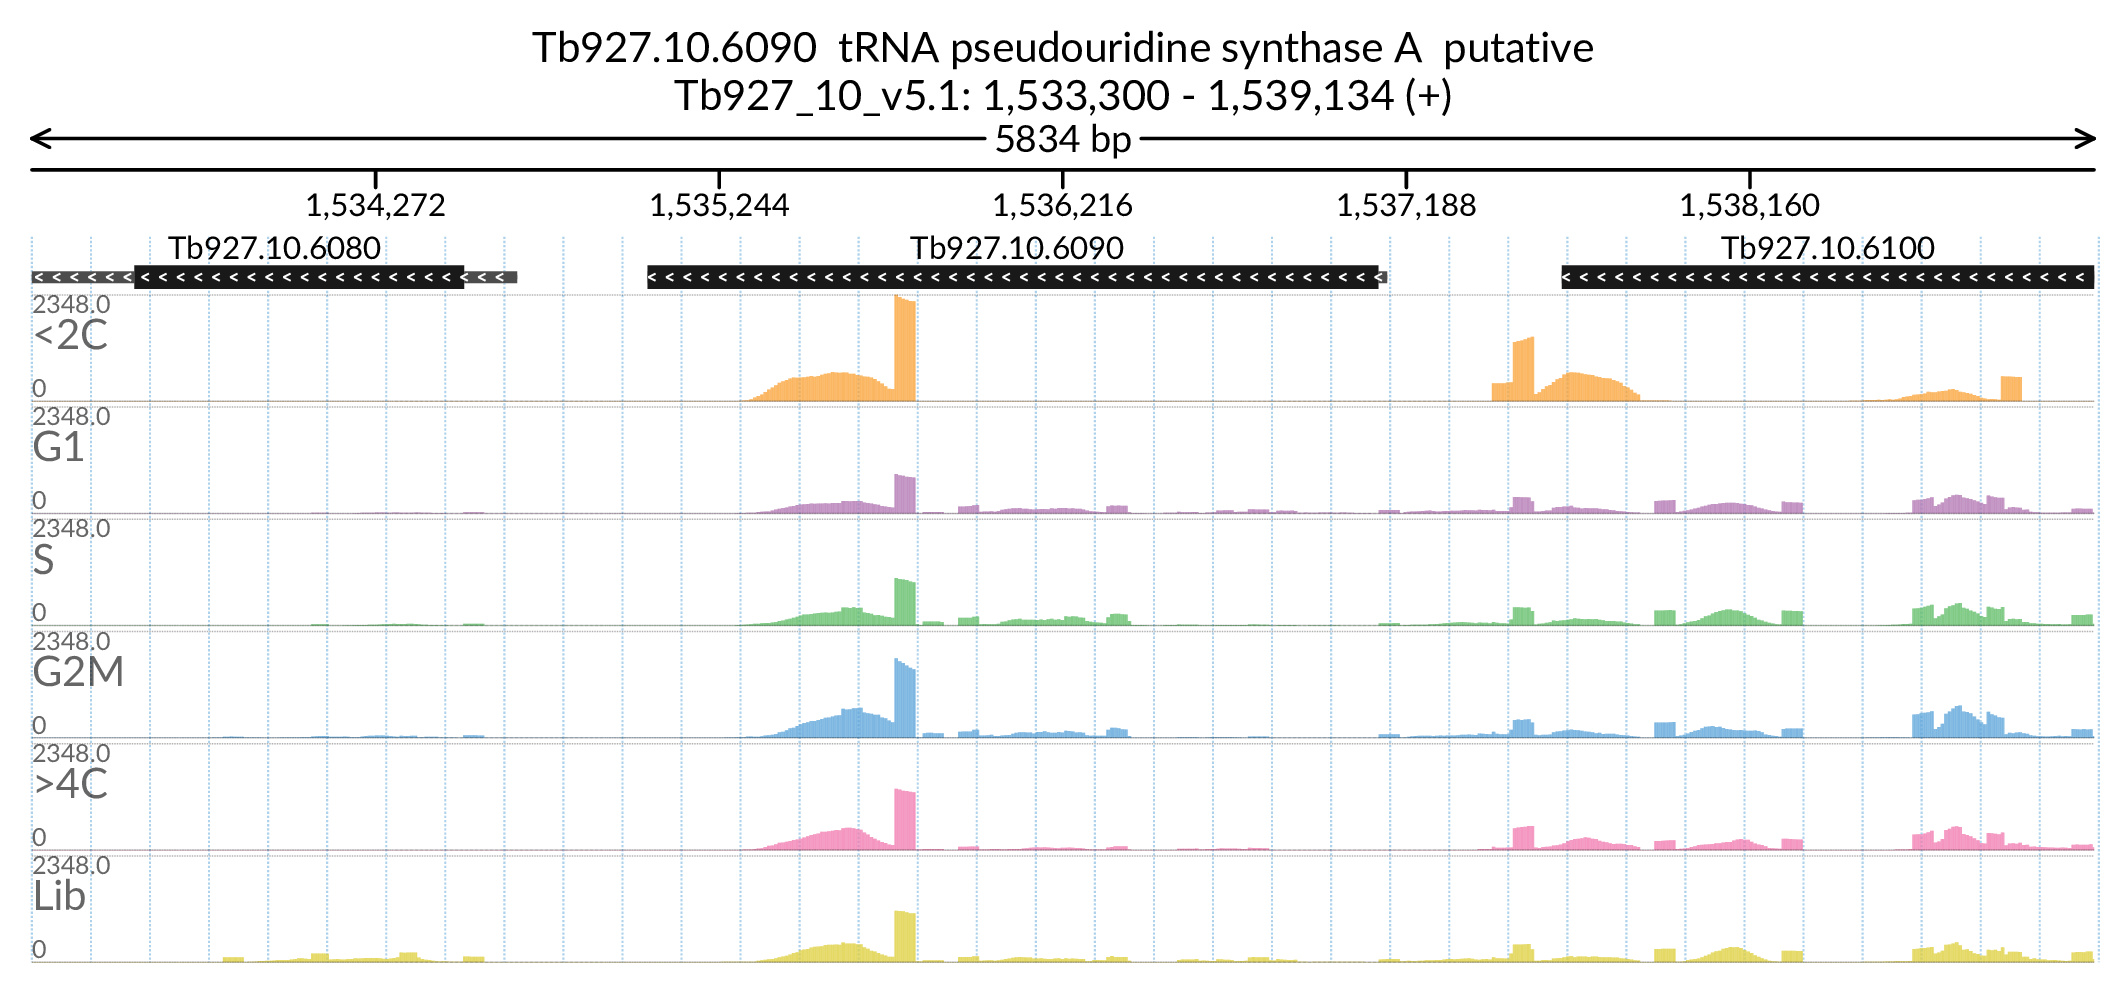 Tb927.10.6090 tRNA pseudouridine synthase A putative
Tb927_10_v5.1: 1,533,300 - 1,539,134 (+)
5834 bp
1,534,272 1,535,244 1,536,216 1,537,188 1,538,160
Tb927.10.6080 Tb927.10.6090 Tb927.10.6100
2348.0
<2C
0
2348.0
G1
0
2348.0
S
0
2348.0
G2M
0
2348.0
>4C
0
2348.0
Lib
0